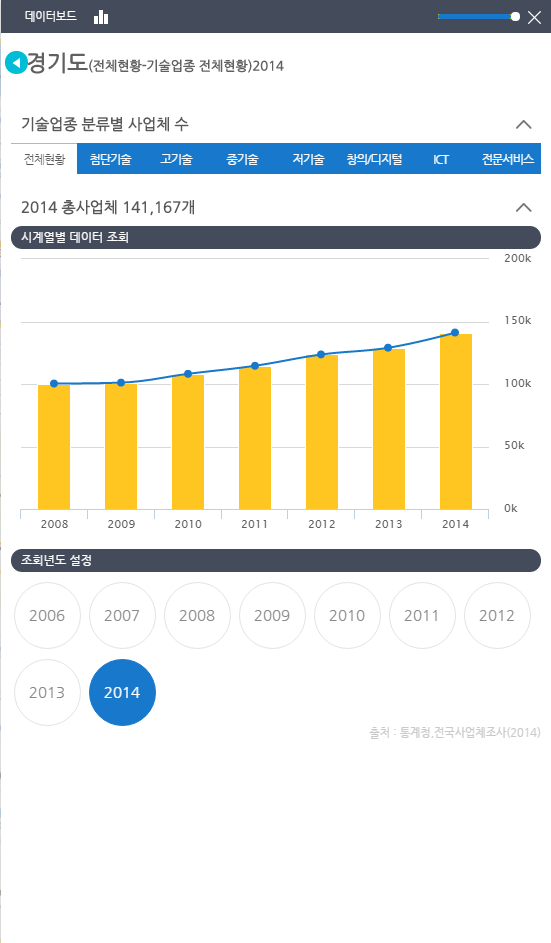 데이터보드
경기도(전체현황-기술업종 전체현황)2014
기술업종 분류별 사업체 수
전체현황 첨단기술 고기술 중기술 저기술 창의/디지털 ICT 전문서비스
2014 총사업체 141,167개
시계열별 데이터 조회
200k
150k
100k
50k
0k
2008 2009 2010 2011 2012 2013 2014
조회년도 설정
2006 2007 2008 2009 2010 2011 2012
2013 2014
출처 : 통계청,전국사업체조사(2014)